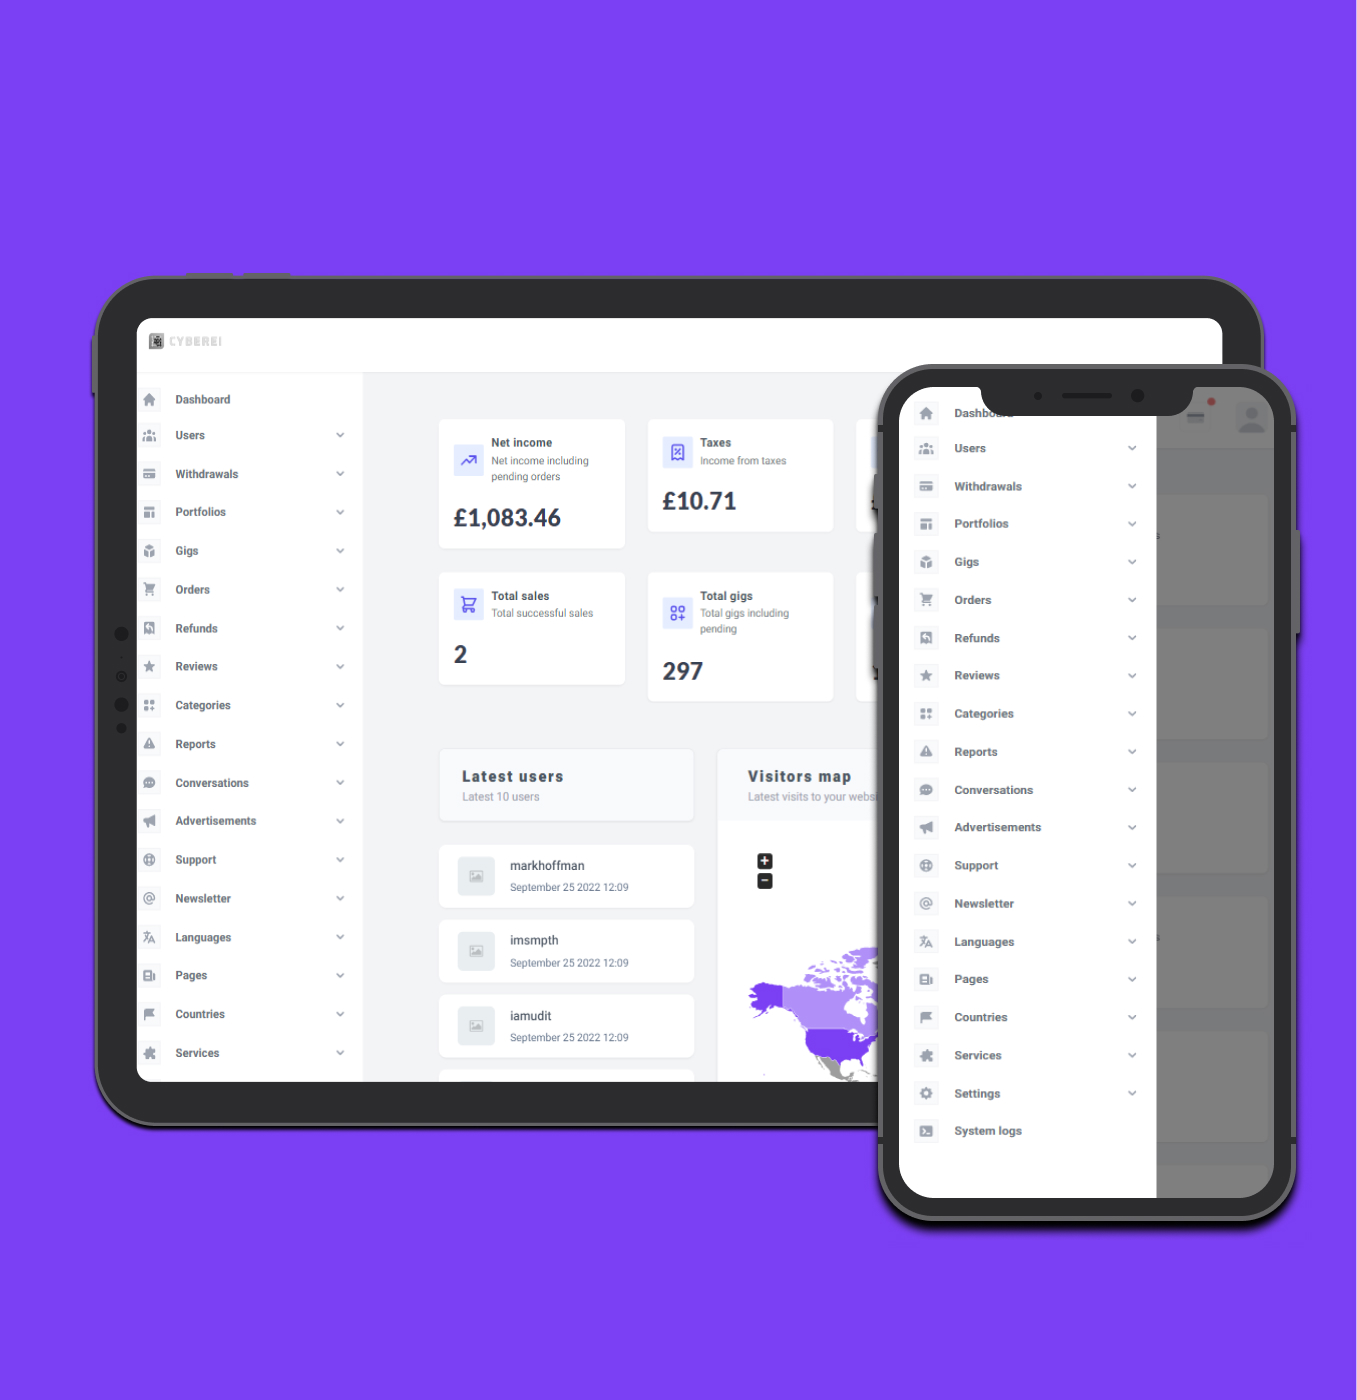 CYBEREI
Dashboard
Users
Withdrawals
Portfolios
Gigs
Orders
Refunds
Reviews
Categories
Reports
Conversations
Advertisements
Support
Newsletter
Languages
Pages
Countries
Services
Net income
Net income including
pending orders
£1,083.46
Taxes
Income from taxes
£10.71
Total sales
Total successful sales
2
Total gigs
Total gigs including
pending
297
Latest users
Latest 10 users
markhoffman
September 25 2022 12:09
imsmpth
September 25 2022 12:09
iamudit
September 25 2022 12:09
Visitors map
Latest visits to your websi
+
−
Dashboa
Users
Withdrawals
Portfolios
Gigs
Orders
Refunds
Reviews
Categories
Reports
Conversations
Advertisements
Support
Newsletter
Languages
Pages
Countries
Services
Settings
System logs